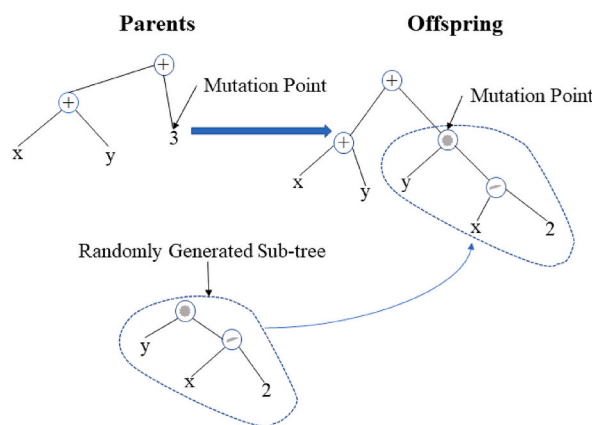 Parents
Offspring
+
Mutation Point
+
3
x
y
+
Mutation Point
+
x
y
y
-
x
2
Randomly Generated Sub-tree
y
-
x
2